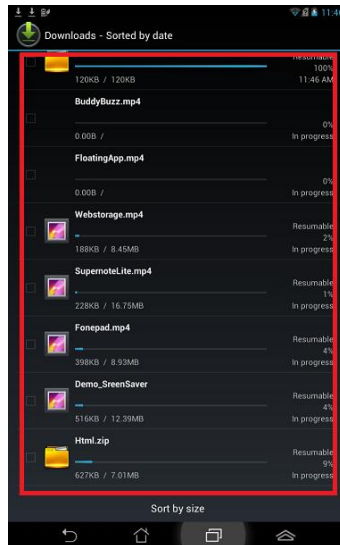 11:46
Downloads - Sorted by date
Resumable
100%
120KB / 120KB
11:46 AM
BuddyBuzz.mp4
0%
0.00B /
In progress
FloatingApp.mp4
0%
0.00B /
In progress
Webstorage.mp4
Resumable
2%
188KB / 8.45MB
In progress
SupernoteLite.mp4
Resumable
1%
228KB / 16.75MB
In progress
Fonepad.mp4
Resumable
4%
398KB / 8.93MB
In progress
Demo_SreenSaver
Resumable
4%
516KB / 12.39MB
In progress
Html.zip
Resumable
9%
627KB / 7.01MB
In progress
Sort by size